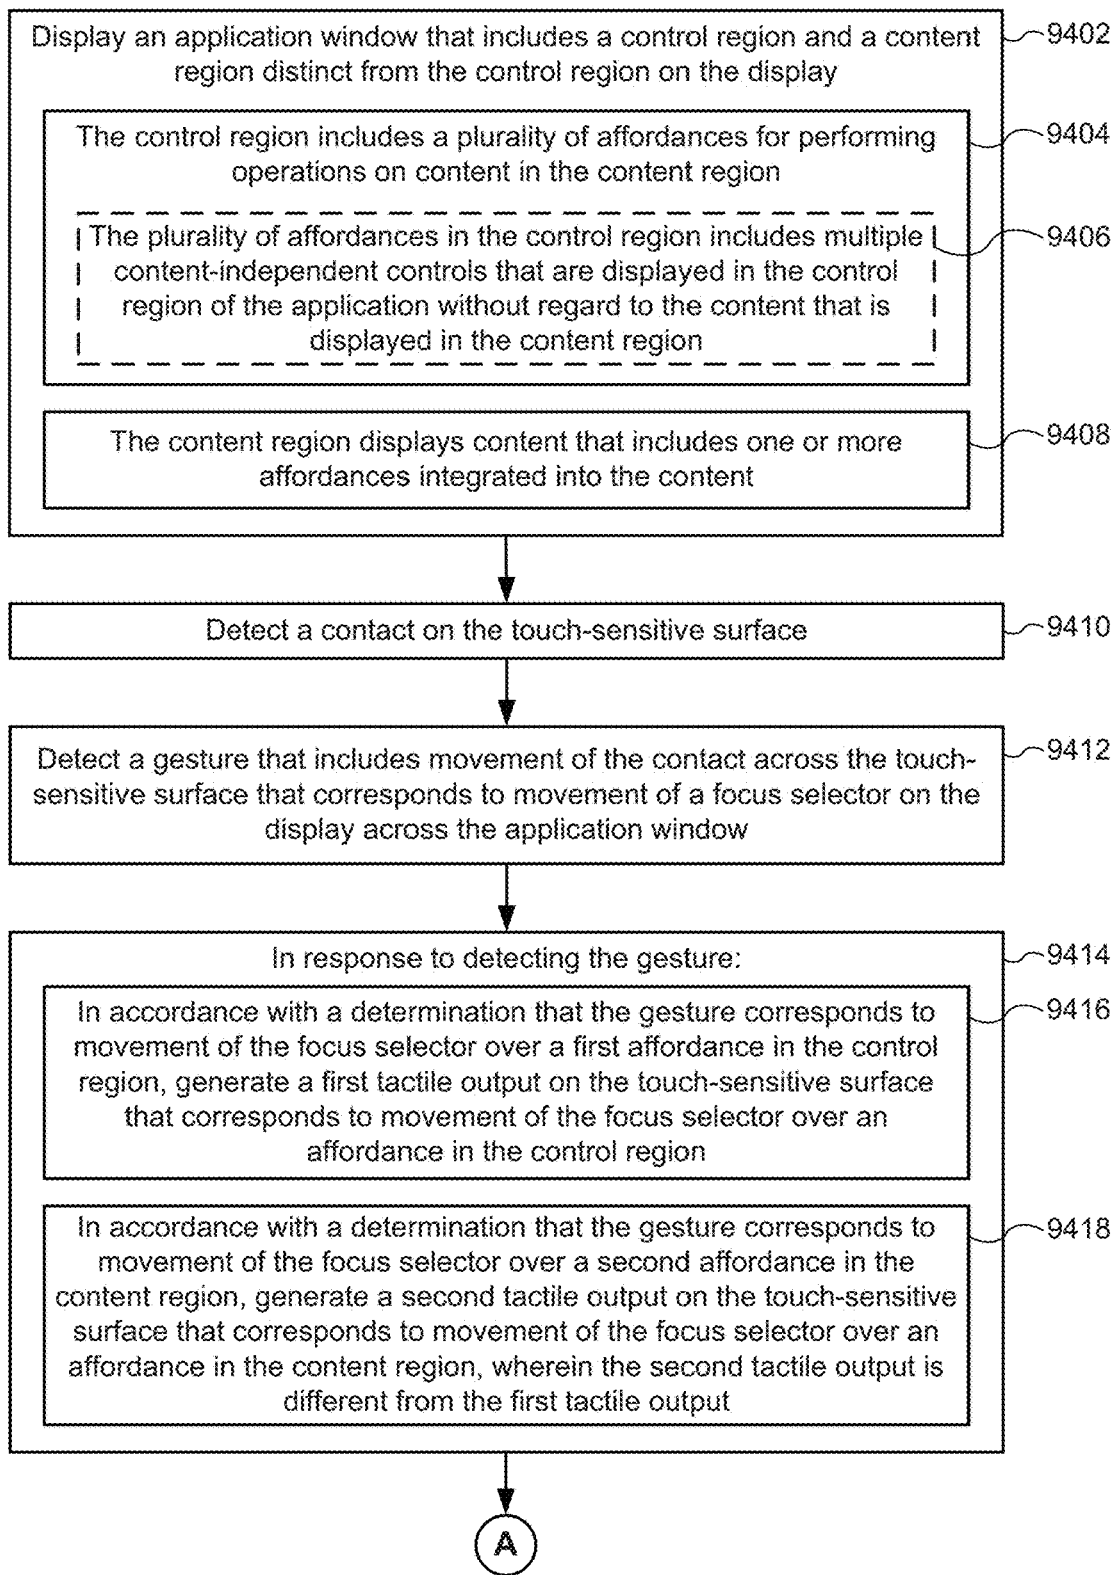 Display an application window that includes a control region and a content
region distinct from the control region on the display
9402
The control region includes a plurality of affordances for performing
operations on content in the content region
9404
The plurality of affordances in the control region includes multiple
content-independent controls that are displayed in the control
region of the application without regard to the content that is
displayed in the content region
9406
The content region displays content that includes one or more
affordances integrated into the content
9408
Detect a contact on the touch-sensitive surface
9410
Detect a gesture that includes movement of the contact across the touch-
sensitive surface that corresponds to movement of a focus selector on the
display across the application window
9412
In response to detecting the gesture:
9414
In accordance with a determination that the gesture corresponds to
movement of the focus selector over a first affordance in the control
region, generate a first tactile output on the touch-sensitive surface
that corresponds to movement of the focus selector over an
affordance in the control region
9416
In accordance with a determination that the gesture corresponds to
movement of the focus selector over a second affordance in the
content region, generate a second tactile output on the touch-sensitive
surface that corresponds to movement of the focus selector over an
affordance in the content region, wherein the second tactile output is
different from the first tactile output
9418
A